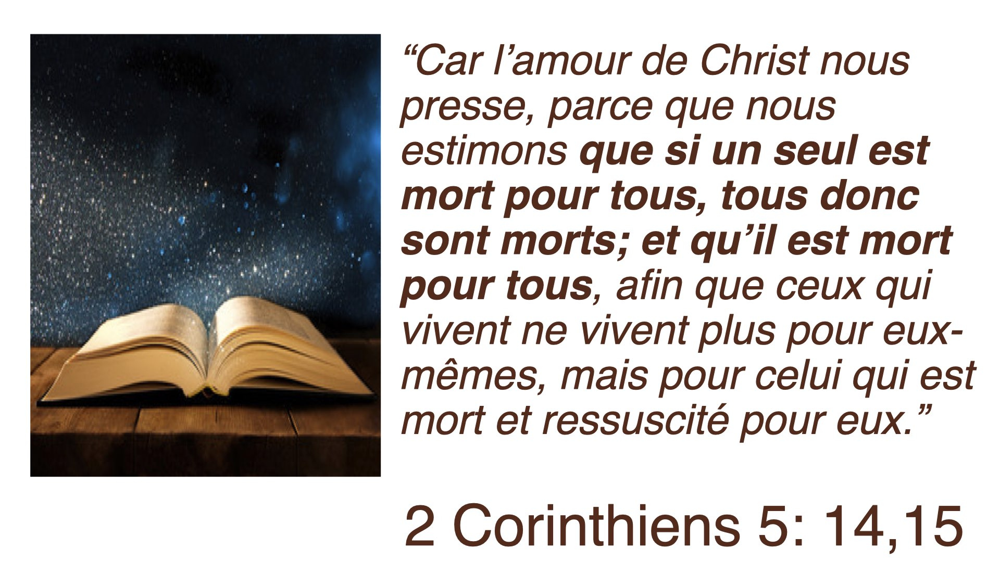 “Car l’amour de Christ nous
presse, parce que nous
estimons que si un seul est
mort pour tous, tous donc
sont morts; et qu’il est mort
pour tous, afin que ceux qui
vivent ne vivent plus pour eux-
mêmes, mais pour celui qui est
mort et ressuscité pour eux.”
2 Corinthiens 5: 14,15